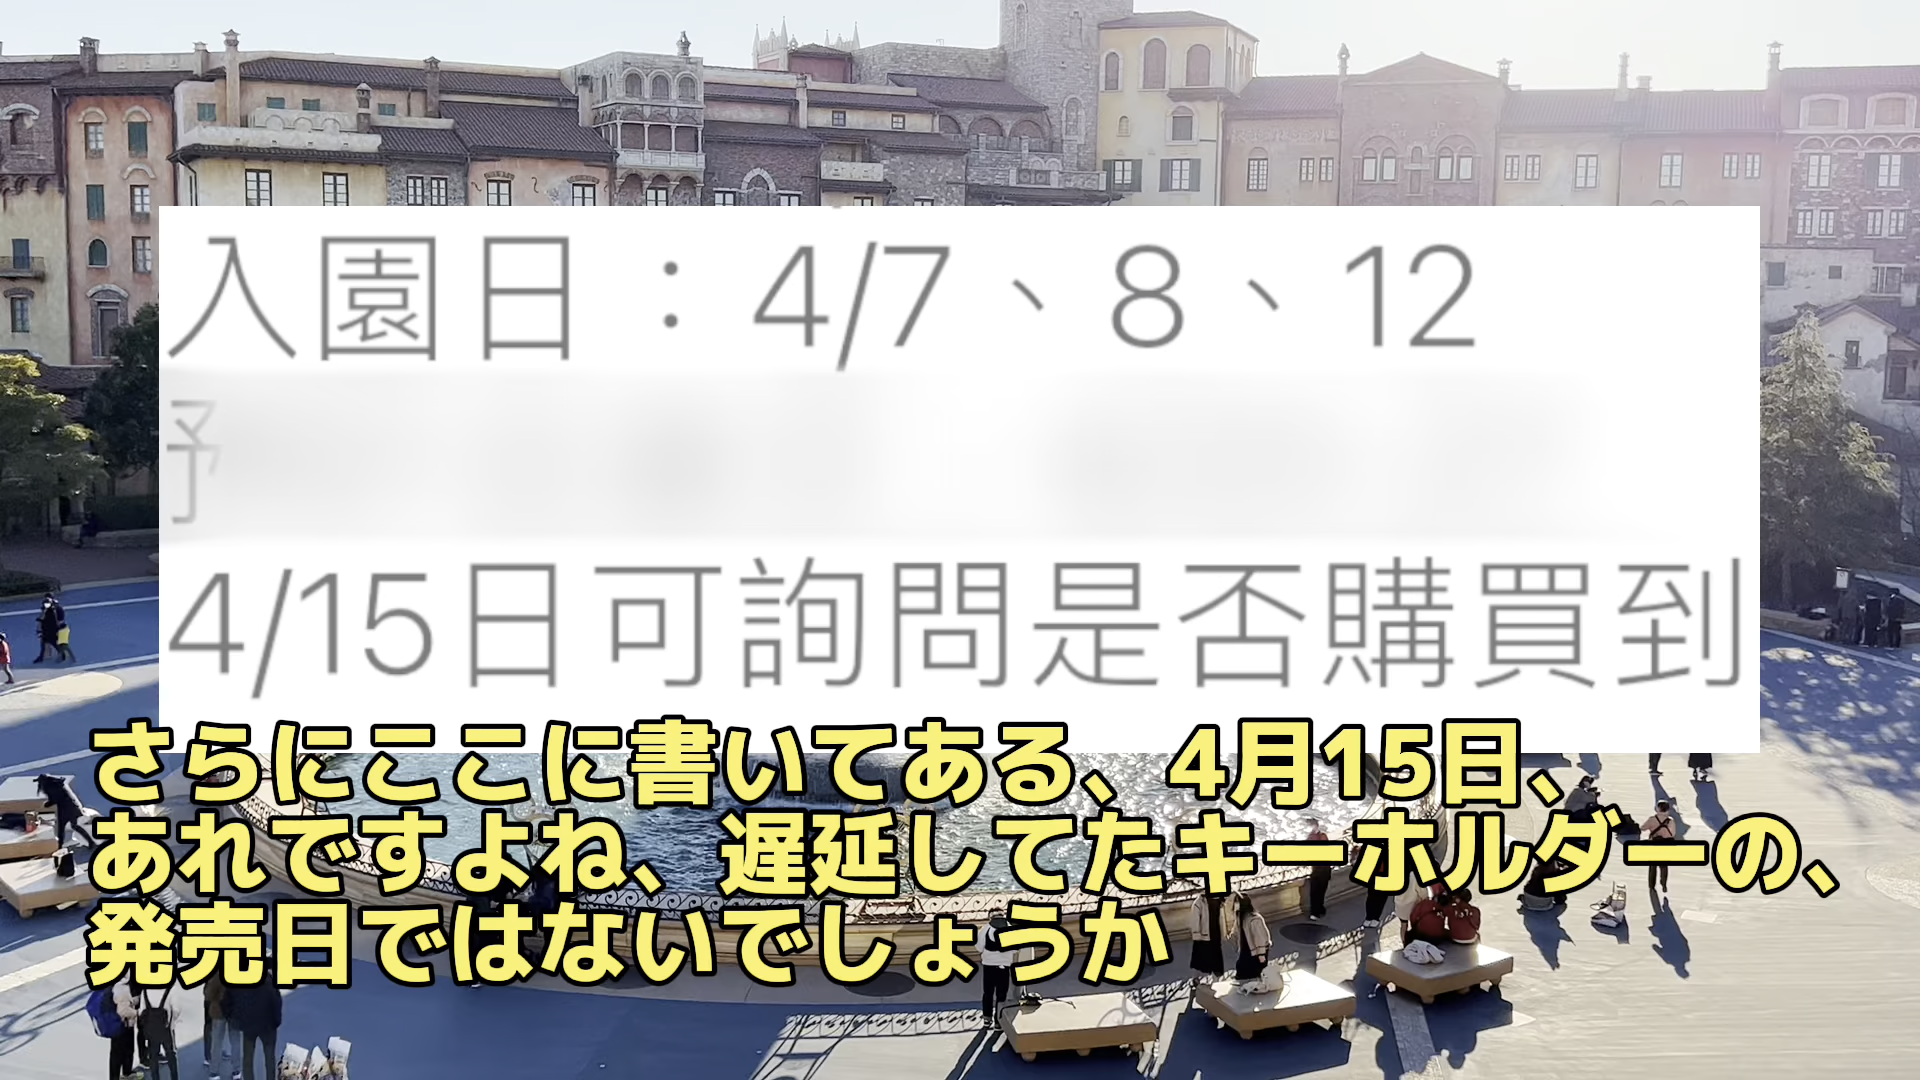 入園日：4/7、8、12
予
4/15日可詢問是否購買到
さらにここに書いてある、4月15日、
あれですよね、遅延してたキーホルダーの、
発売日ではないでしょうか